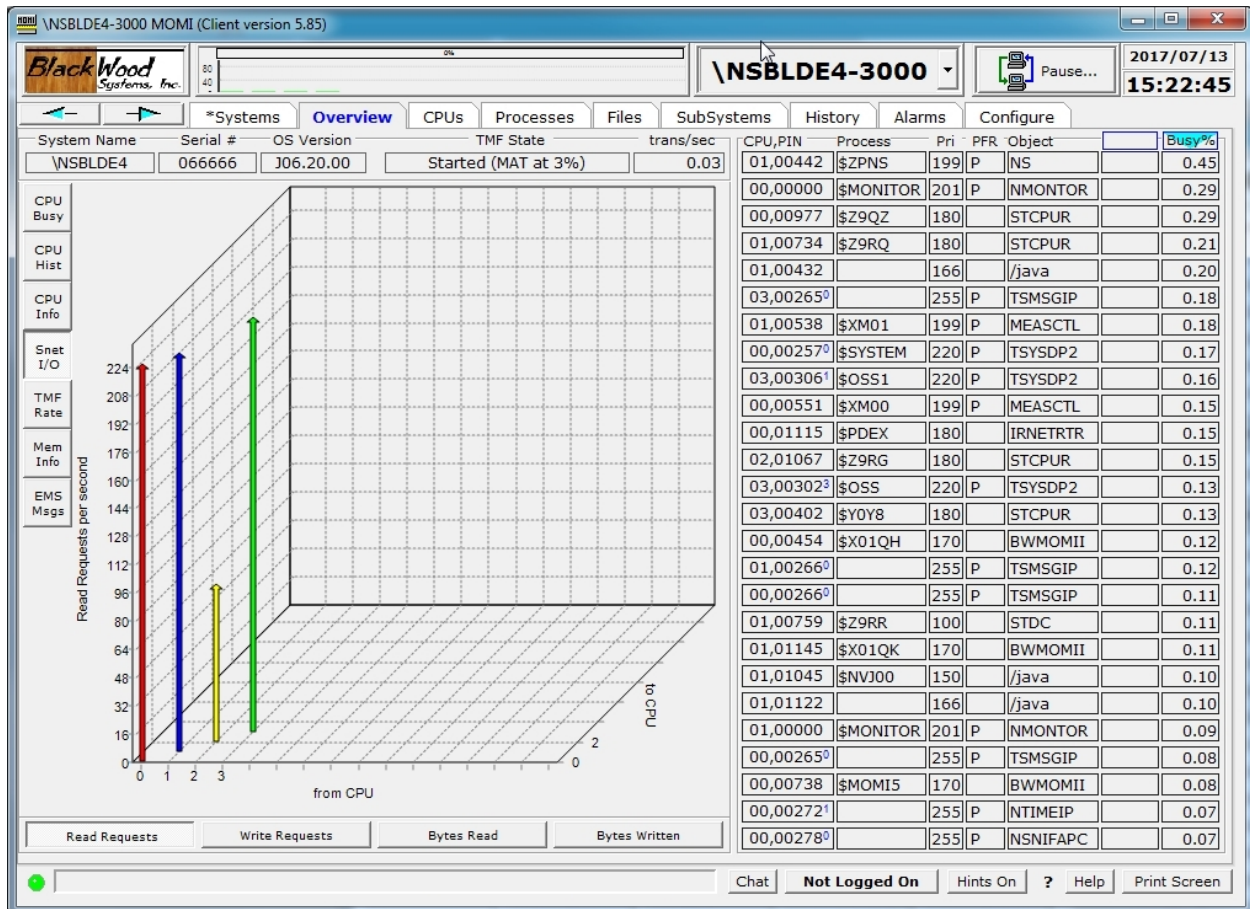 \NSBLDE4-3000 MOMI (Client version 5.85)
BlackWood
Systems, Inc.
0%
80
40
\NSBLDE4-3000
Pause...
2017/07/13
15:22:45
*Systems Overview CPUs Processes Files SubSystems History Alarms Configure
System Name Serial # OS Version TMF State trans/sec
\NSBLDE4 066666 J06.20.00 Started (MAT at 3%) 0.03
CPU Busy
CPU Hist
CPU Info
Snet I/O
TMF Rate
Mem Info
EMS Msgs
Read Requests per second
224
208
192
176
160
144
128
112
96
80
64
48
32
16
0
0 1 2 3
from CPU
0
2
to CPU
Read Requests Write Requests Bytes Read Bytes Written
CPU,PIN Process Pri PFR Object Busy%
01,00442 $ZPNS 199 P NS 0.45
00,00000 $MONITOR 201 P NMONTOR 0.29
00,00977 $Z9QZ 180 STCPUR 0.29
01,00734 $Z9RQ 180 STCPUR 0.21
01,00432 166 /java 0.20
03,00265⁰ 255 P TSMSGIP 0.18
01,00538 $XM01 199 P MEASCTL 0.18
00,00257⁰ $SYSTEM 220 P TSYSDP2 0.17
03,00306¹ $OSS1 220 P TSYSDP2 0.16
00,00551 $XM00 199 P MEASCTL 0.15
00,01115 $PDEX 180 IRNETRTR 0.15
02,01067 $Z9RG 180 STCPUR 0.15
03,00302³ $OSS 220 P TSYSDP2 0.13
03,00402 $Y0Y8 180 STCPUR 0.13
00,00454 $X01QH 170 BWMOMII 0.12
01,00266⁰ 255 P TSMSGIP 0.12
00,00266⁰ 255 P TSMSGIP 0.11
01,00759 $Z9RR 100 STDC 0.11
01,01145 $X01QK 170 BWMOMII 0.11
01,01045 $NVJ00 150 /java 0.10
01,01122 166 /java 0.10
01,00000 $MONITOR 201 P NMONTOR 0.09
00,00265⁰ 255 P TSMSGIP 0.08
00,00738 $MOMI5 170 BWMOMII 0.08
00,00272¹ 255 P NTIMEIP 0.07
00,00278⁰ 255 P NSNIFAPC 0.07
Chat Not Logged On Hints On ? Help Print Screen